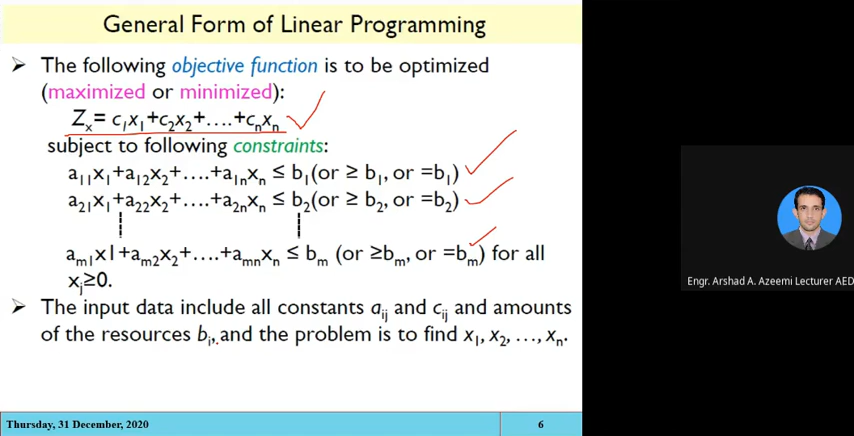 General Form of Linear Programming
➢ The following objective function is to be optimized
(maximized or minimized):
Zₓ= c₁x₁+c₂x₂+….+cₙxₙ
subject to following constraints:
a₁₁x₁+a₁₂x₂+….+a₁ₙxₙ ≤ b₁(or ≥ b₁, or =b₁)
a₂₁x₁+a₂₂x₂+….+a₂ₙxₙ ≤ b₂(or ≥ b₂, or =b₂)
aₘ₁x1+aₘ₂x₂+….+aₘₙxₙ ≤ bₘ (or ≥bₘ, or =bₘ) for all
xⱼ≥0.
➢ The input data include all constants aᵢⱼ and cᵢⱼ and amounts
of the resources bᵢ, and the problem is to find x₁, x₂, …, xₙ.
Engr. Arshad A. Azeemi Lecturer AED
Thursday, 31 December, 2020
6